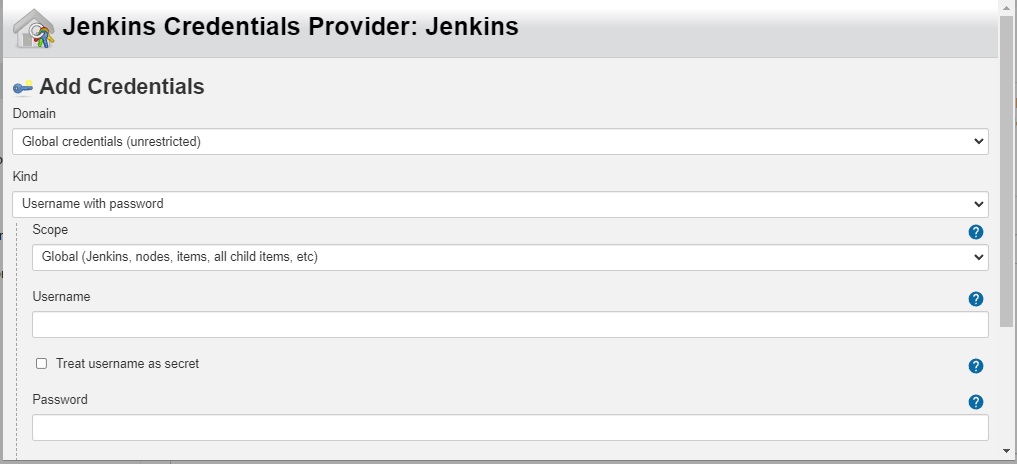 Jenkins Credentials Provider: Jenkins
Add Credentials
Domain
Global credentials (unrestricted)
Kind
Username with password
Scope
?
Global (Jenkins, nodes, items, all child items, etc)
Username
?
Treat username as secret
?
Password
?